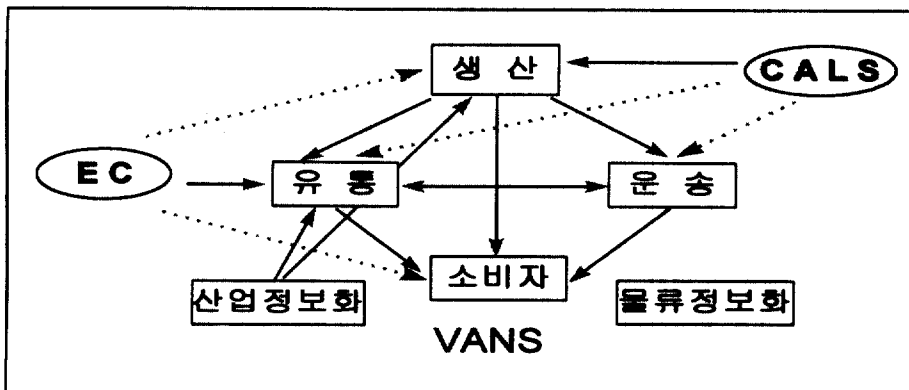 생 산
CALS
EC
유 통
운 송
소비자
산업정보화
물류정보화
VANS